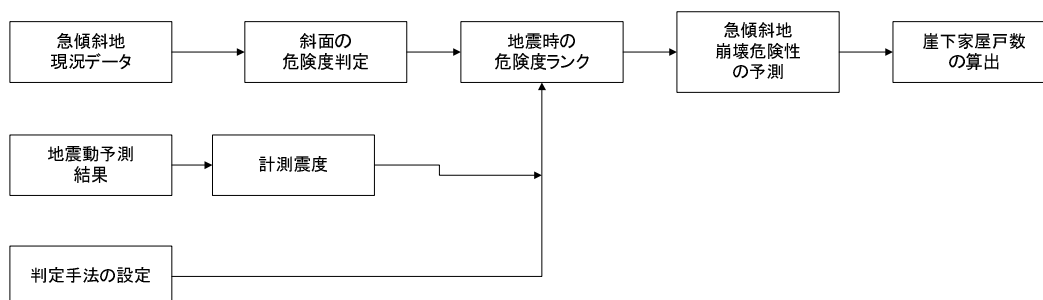 急傾斜地
現況データ
斜面の
危険度判定
地震時の
危険度ランク
急傾斜地
崩壊危険性
の予測
崖下家屋戸数
の算出
地震動予測
結果
計測震度
判定手法の設定